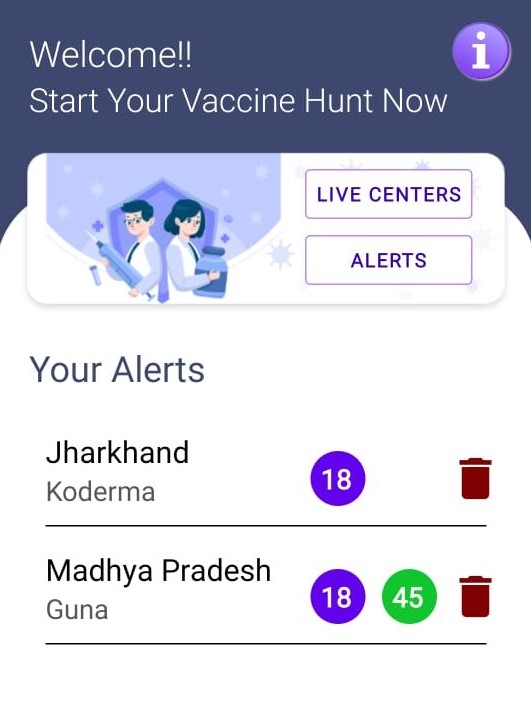 Welcome!!
i
Start Your Vaccine Hunt Now
LIVE CENTERS
ALERTS
Your Alerts
Jharkhand
Koderma
18
Madhya Pradesh
Guna
18 45